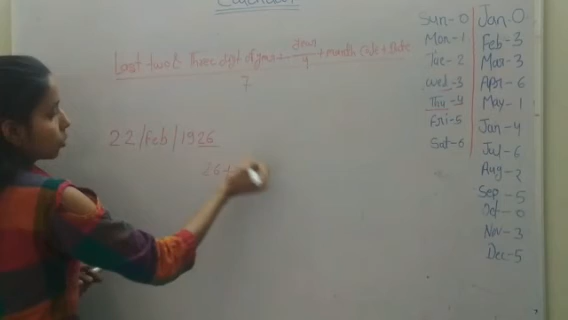 Calendar
Last two & Three digit of year + year/4 + month code + Date
7
22/Feb/1926
26+
Sun-0
Mon-1
Tue-2
Wed-3
Thu-4
Fri-5
Sat-6
Jan-0
Feb-3
Mar-3
Apr-6
May-1
Jan-4
Jul-6
Aug-2
Sep-5
Oct-0
Nov-3
Dec-5